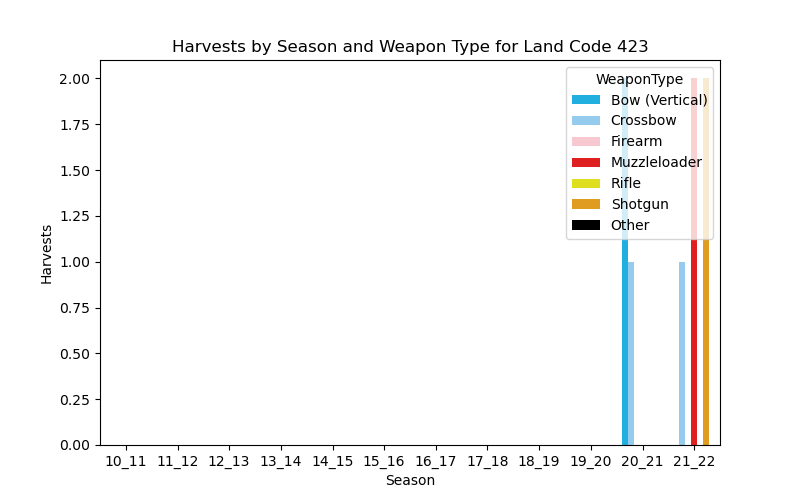 Harvests by Season and Weapon Type for Land Code 423
2.00
1.75
1.50
1.25
1.00
0.75
0.50
0.25
0.00
Harvests
WeaponType
Bow (Vertical)
Crossbow
Firearm
Muzzleloader
Rifle
Shotgun
Other
10_11 11_12 12_13 13_14 14_15 15_16 16_17 17_18 18_19 19_20 20_21 21_22
Season